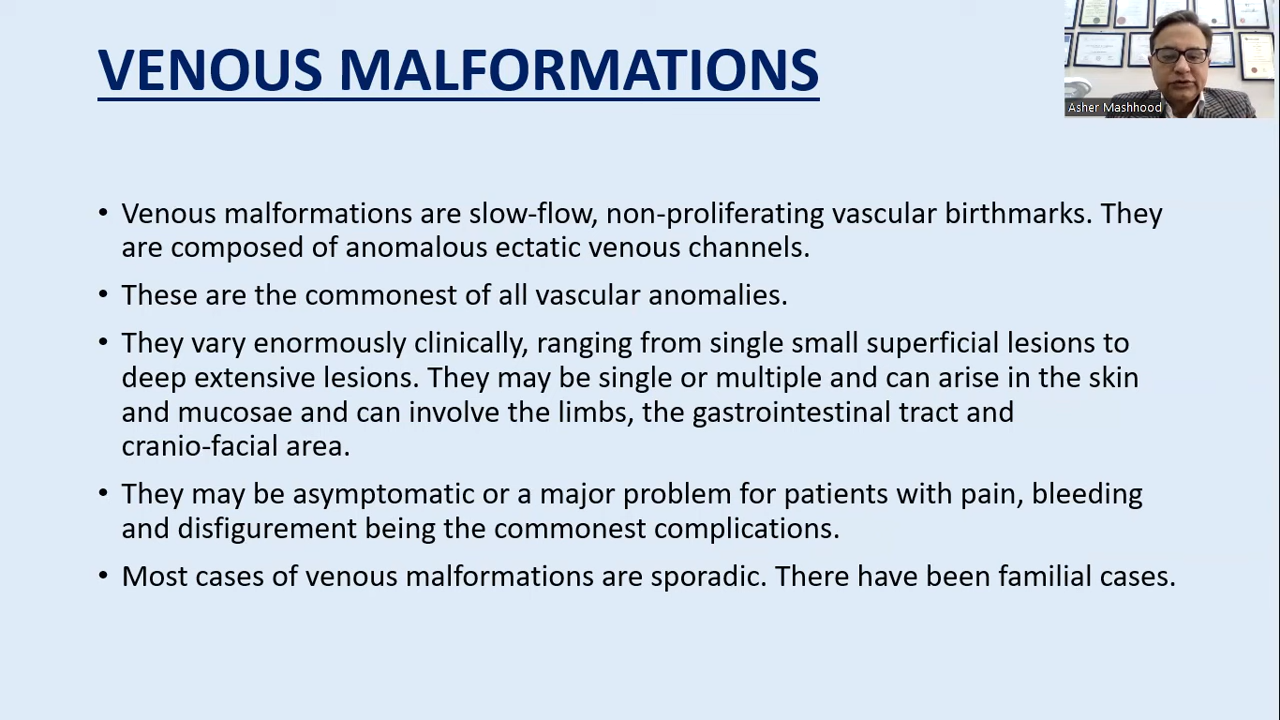 VENOUS MALFORMATIONS
Asher Mashhood
• Venous malformations are slow-flow, non-proliferating vascular birthmarks. They
are composed of anomalous ectatic venous channels.
• These are the commonest of all vascular anomalies.
• They vary enormously clinically, ranging from single small superficial lesions to
deep extensive lesions. They may be single or multiple and can arise in the skin
and mucosae and can involve the limbs, the gastrointestinal tract and
cranio-facial area.
• They may be asymptomatic or a major problem for patients with pain, bleeding
and disfigurement being the commonest complications.
• Most cases of venous malformations are sporadic. There have been familial cases.